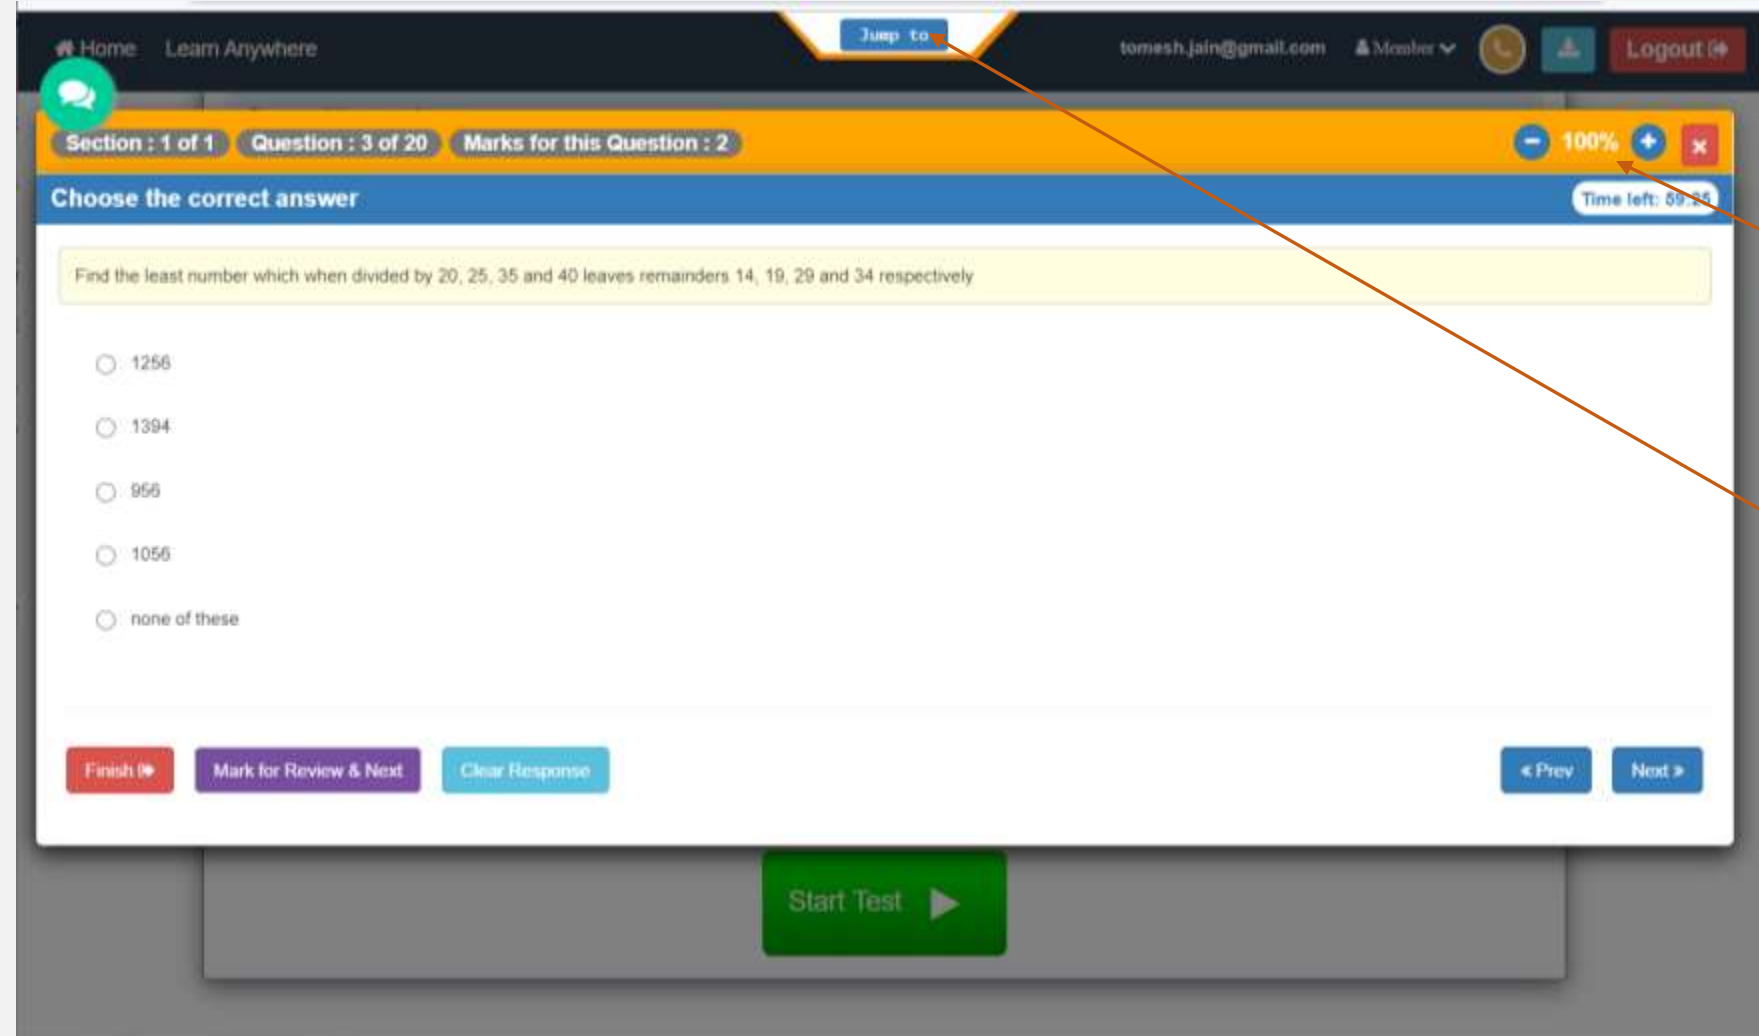 Home Learn Anywhere Jump to tomesh.jain@gmail.com Member Logout
Section : 1 of 1 Question : 3 of 20 Marks for this Question : 2 100%
Choose the correct answer Time left: 59:25
Find the least number which when divided by 20, 25, 35 and 40 leaves remainders 14, 19, 29 and 34 respectively
1256
1394
956
1056
none of these
Finish Mark for Review & Next Clear Response « Prev Next »
Start Test